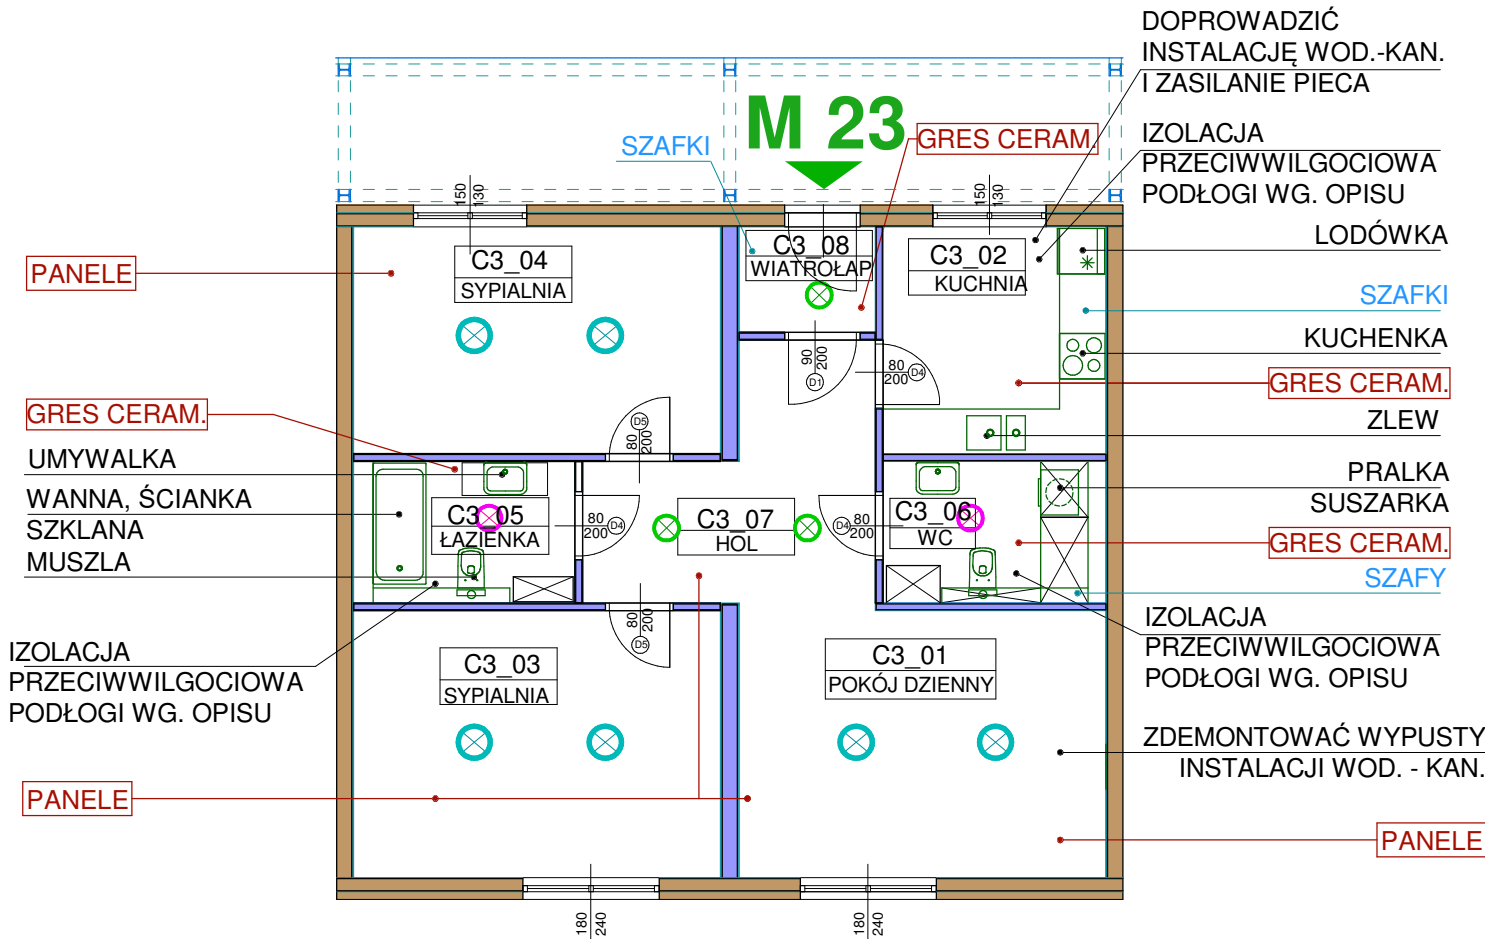 DOPROWADZIĆ
INSTALACJĘ WOD.-KAN.
I ZASILANIE PIECA
M 23
SZAFKI
GRES CERAM.
IZOLACJA
PRZECIWWILGOCIOWA
PODŁOGI WG. OPISU
150
130
150
130
LODÓWKA
C3_04
SYPIALNIA
C3_08
WIATROŁAP
C3_02
KUCHNIA
PANELE
SZAFKI
KUCHENKA
90
200
D1
80
200
D4
GRES CERAM.
GRES CERAM.
ZLEW
D5
80
200
UMYWALKA
PRALKA
SUSZARKA
WANNA, ŚCIANKA
SZKLANA
MUSZLA
C3_05
ŁAZIENKA
80
200
D4
C3_07
HOL
D4
80
200
C3_06
WC
GRES CERAM.
SZAFY
80
200
D5
IZOLACJA
PRZECIWWILGOCIOWA
PODŁOGI WG. OPISU
IZOLACJA
PRZECIWWILGOCIOWA
PODŁOGI WG. OPISU
C3_03
SYPIALNIA
C3_01
POKÓJ DZIENNY
ZDEMONTOWAĆ WYPUSTY
INSTALACJI WOD. - KAN.
PANELE
PANELE
180
240
180
240